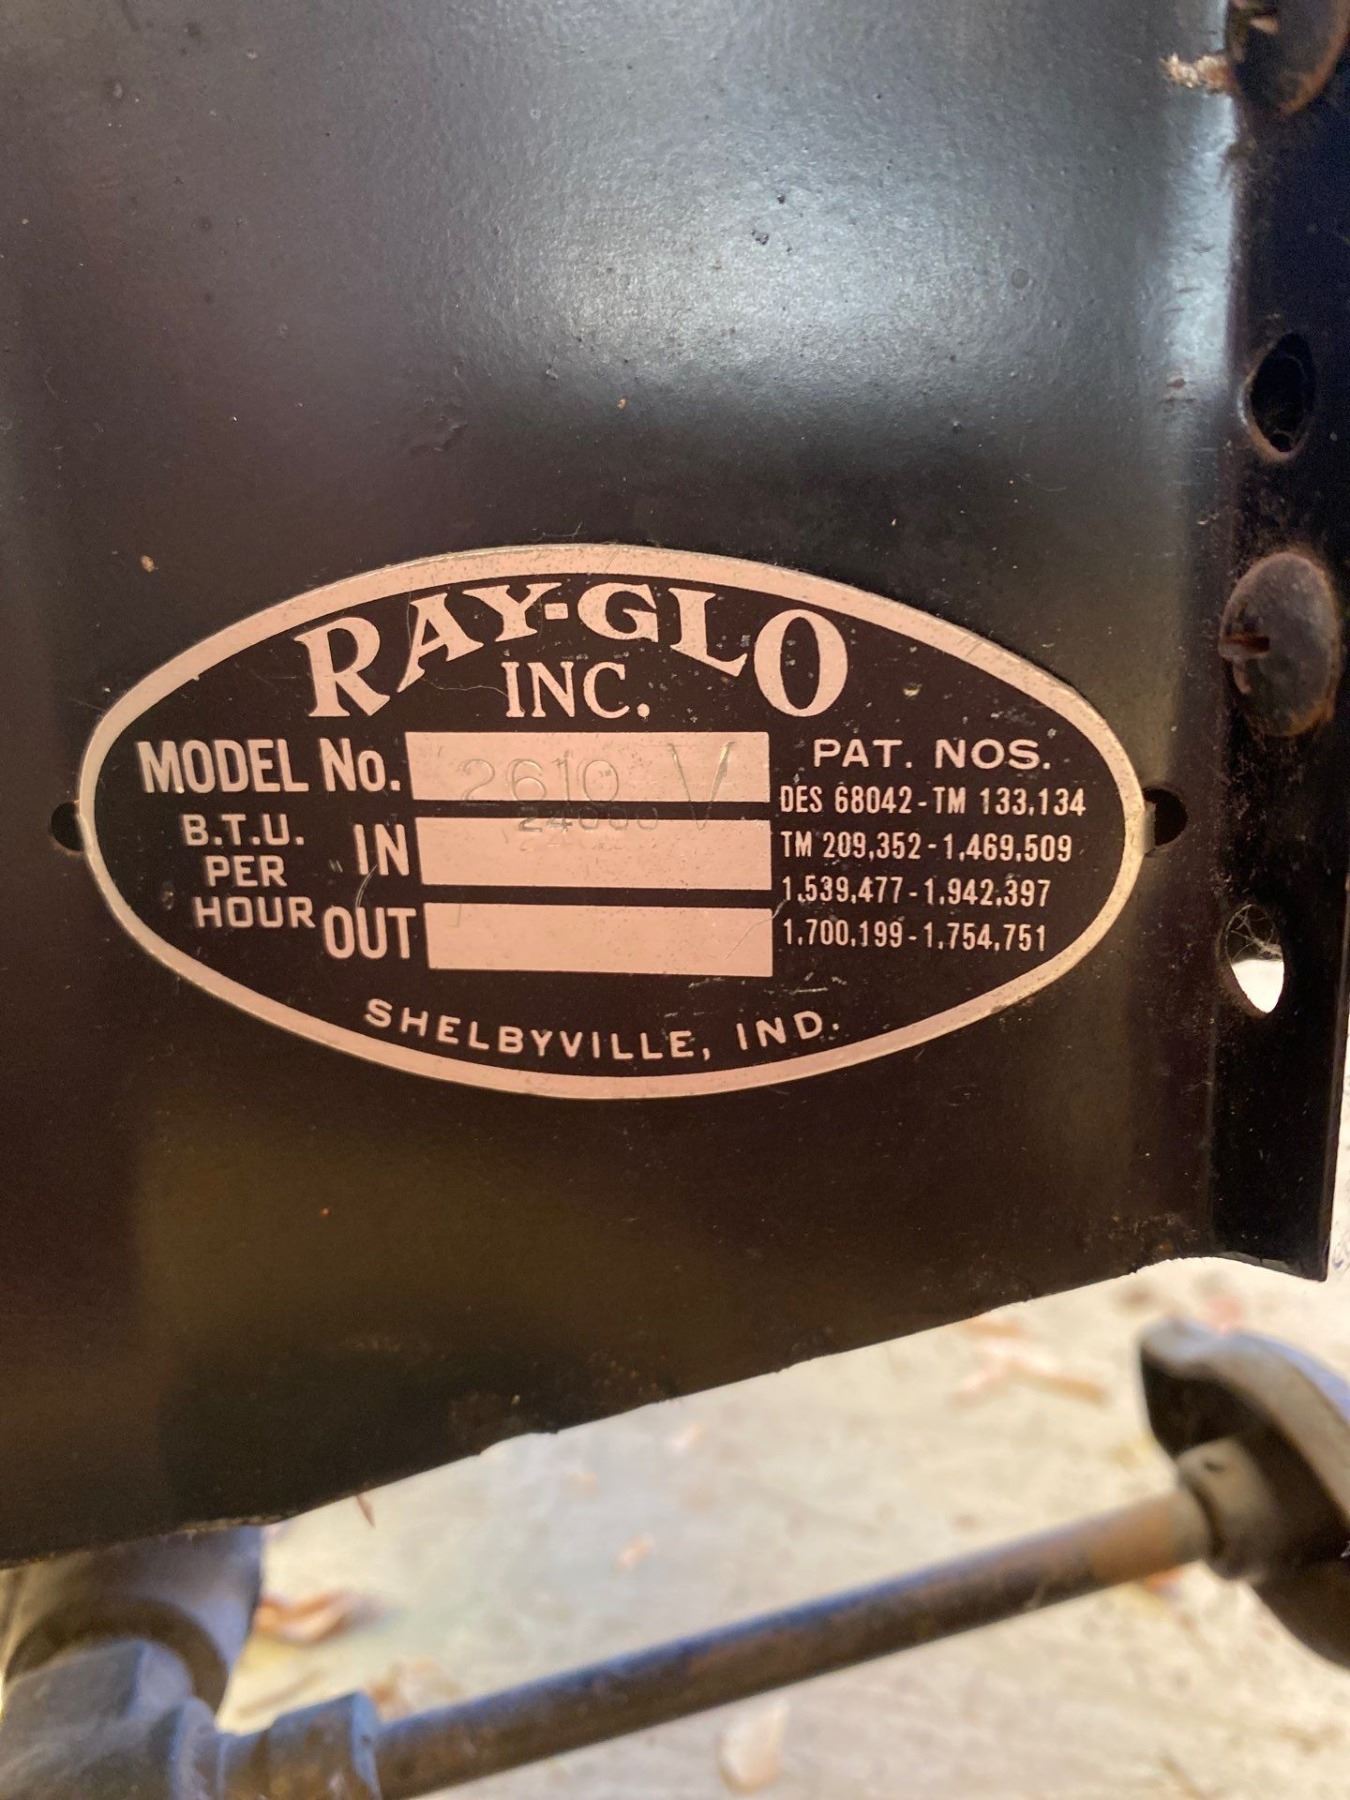 RAY-GLO
INC.
MODEL No. 2610 V
B.T.U.
PER
HOUR
IN 24000
OUT
PAT. NOS.
DES 68042-TM 133,134
TM 209,352-1,469,509
1,539,477-1,942,397
1,700,199-1,754,751
SHELBYVILLE, IND.